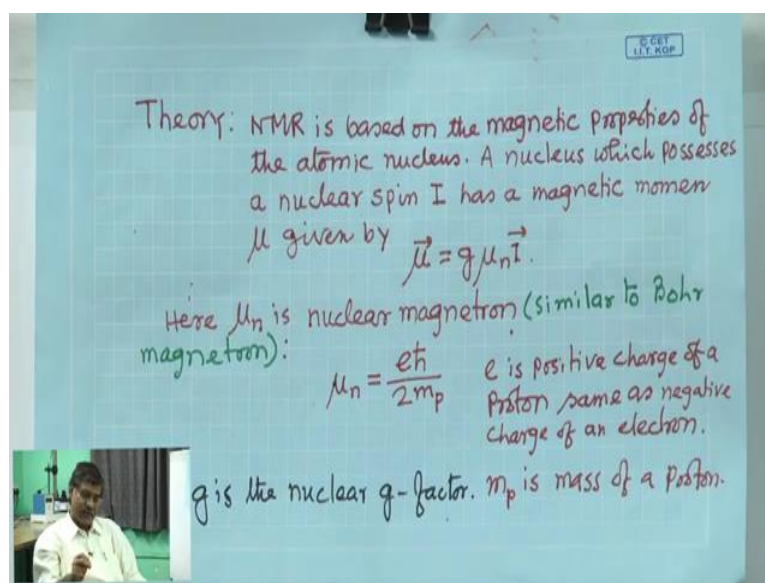 © CET
I.I.T. KGP
Theory: NMR is based on the magnetic properties of
the atomic nucleus. A nucleus which possesses
a nuclear spin I has a magnetic momen
μ given by μ⃗ = g μₙ I⃗.
Here μₙ is nuclear magnetron (similar to Bohr
magnetron):
μₙ = eħ / 2mₚ
e is positive charge of a
proton same as negative
charge of an electron.
g is the nuclear g-factor. mₚ is mass of a proton.